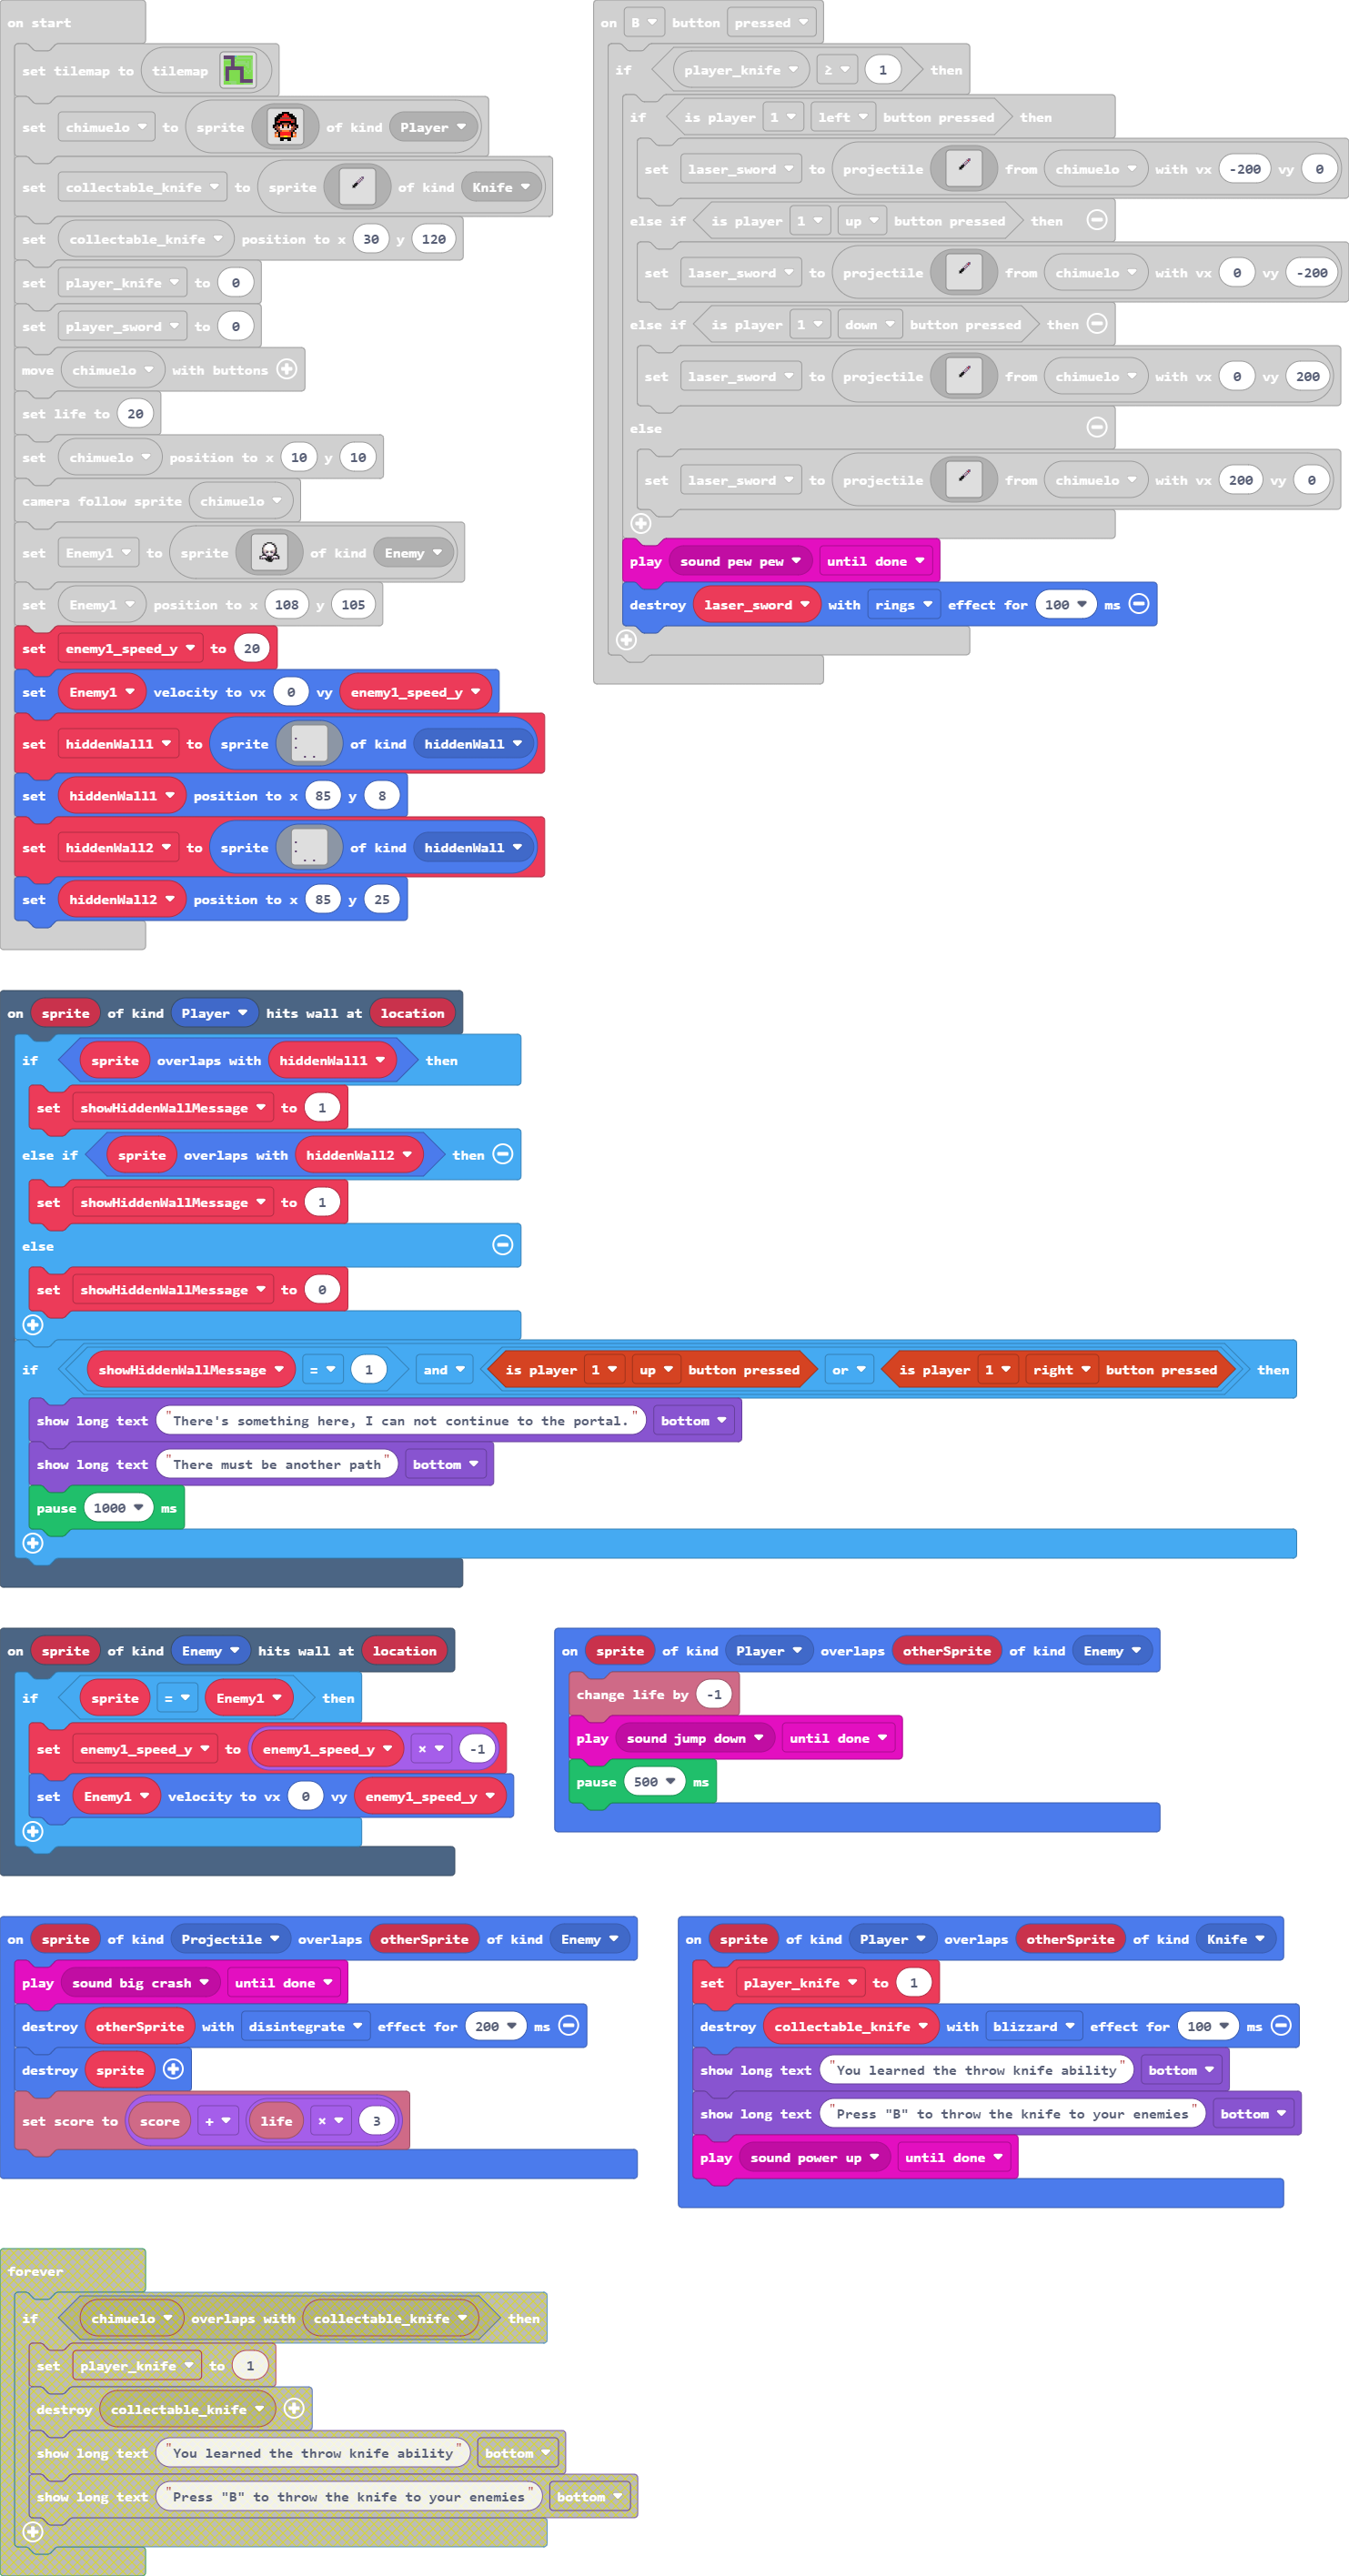 on start
set tilemap to tilemap
set chimuelo to sprite of kind Player
set collectable_knife to sprite of kind Knife
set collectable_knife position to x 30 y 120
set player_knife to 0
set player_sword to 0
move chimuelo with buttons
set life to 20
set chimuelo position to x 10 y 10
camera follow sprite chimuelo
set Enemy1 to sprite of kind Enemy
set Enemy1 position to x 108 y 105
set enemy1_speed_y to 20
set Enemy1 velocity to vx 0 vy enemy1_speed_y
set hiddenWall1 to sprite of kind hiddenWall
set hiddenWall1 position to x 85 y 8
set hiddenWall2 to sprite of kind hiddenWall
set hiddenWall2 position to x 85 y 25
on B button pressed
if player_knife ≥ 1 then
if is player 1 left button pressed then
set laser_sword to projectile from chimuelo with vx -200 vy 0
else if is player 1 up button pressed then
set laser_sword to projectile from chimuelo with vx 0 vy -200
else if is player 1 down button pressed then
set laser_sword to projectile from chimuelo with vx 0 vy 200
else
set laser_sword to projectile from chimuelo with vx 200 vy 0
play sound pew pew until done
destroy laser_sword with rings effect for 100 ms
on sprite of kind Player hits wall at location
if sprite overlaps with hiddenWall1 then
set showHiddenWallMessage to 1
else if sprite overlaps with hiddenWall2 then
set showHiddenWallMessage to 1
else
set showHiddenWallMessage to 0
if showHiddenWallMessage = 1 and is player 1 up button pressed or is player 1 right button pressed then
show long text "There's something here, I can not continue to the portal." bottom
show long text "There must be another path" bottom
pause 1000 ms
on sprite of kind Enemy hits wall at location
if sprite = Enemy1 then
set enemy1_speed_y to enemy1_speed_y × -1
set Enemy1 velocity to vx 0 vy enemy1_speed_y
on sprite of kind Player overlaps otherSprite of kind Enemy
change life by -1
play sound jump down until done
pause 500 ms
on sprite of kind Projectile overlaps otherSprite of kind Enemy
play sound big crash until done
destroy otherSprite with disintegrate effect for 200 ms
destroy sprite
set score to score + life × 3
on sprite of kind Player overlaps otherSprite of kind Knife
set player_knife to 1
destroy collectable_knife with blizzard effect for 100 ms
show long text "You learned the throw knife ability" bottom
show long text "Press "B" to throw the knife to your enemies" bottom
play sound power up until done
forever
if chimuelo overlaps with collectable_knife then
set player_knife to 1
destroy collectable_knife
show long text "You learned the throw knife ability" bottom
show long text "Press "B" to throw the knife to your enemies" bottom